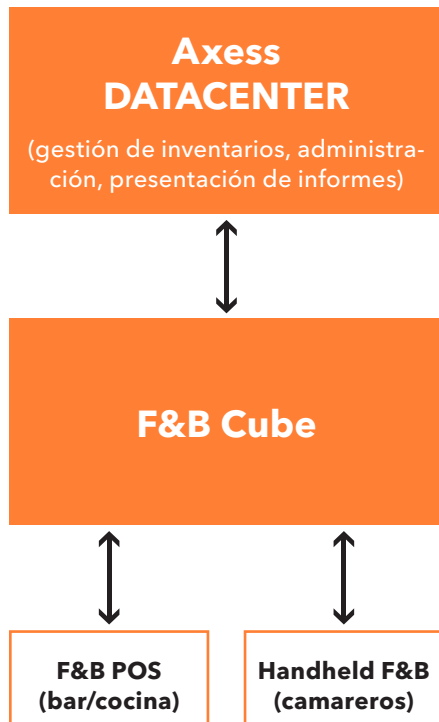 Axess
DATACENTER
(gestión de inventarios, administra-
ción, presentación de informes)
F&B Cube
F&B POS
(bar/cocina)
Handheld F&B
(camareros)